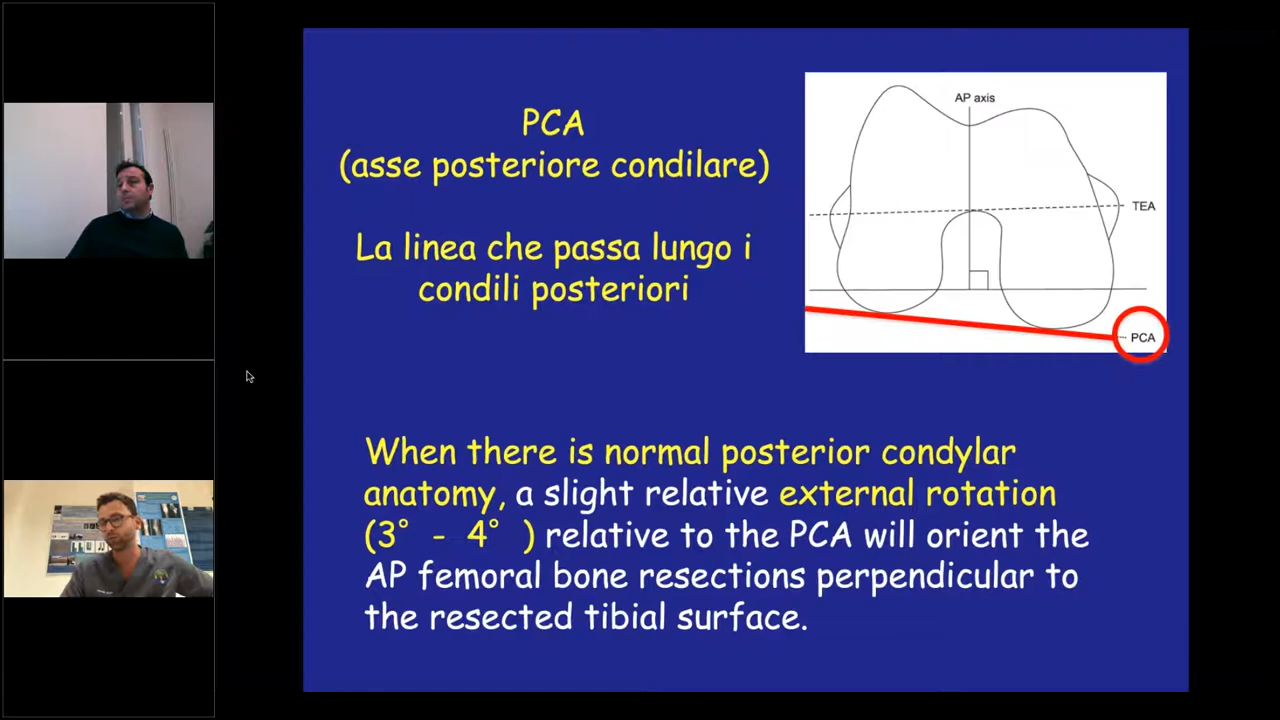 PCA
(asse posteriore condilare)
La linea che passa lungo i
condili posteriori
AP axis
TEA
PCA
When there is normal posterior condylar
anatomy, a slight relative external rotation
(3° - 4° ) relative to the PCA will orient the
AP femoral bone resections perpendicular to
the resected tibial surface.